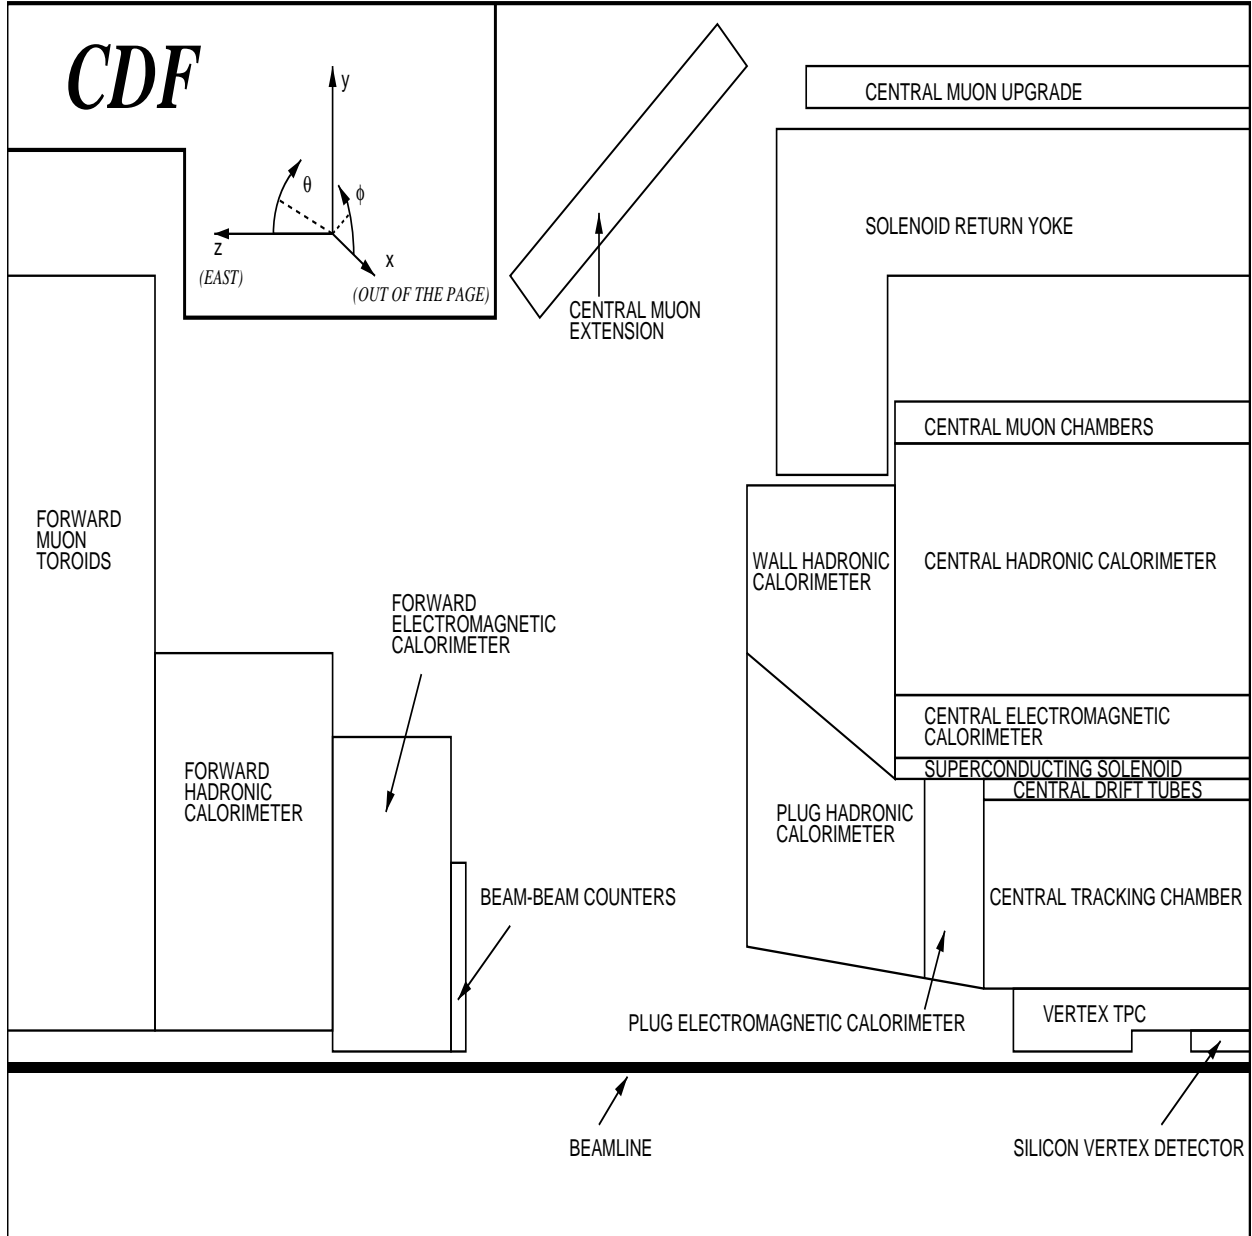 CDF
y
θ
ϕ
z
x
(EAST)
(OUT OF THE PAGE)
CENTRAL MUON
EXTENSION
CENTRAL MUON UPGRADE
SOLENOID RETURN YOKE
CENTRAL MUON CHAMBERS
FORWARD
MUON
TOROIDS
WALL HADRONIC
CALORIMETER
CENTRAL HADRONIC CALORIMETER
FORWARD
ELECTROMAGNETIC
CALORIMETER
CENTRAL ELECTROMAGNETIC
CALORIMETER
SUPERCONDUCTING SOLENOID
CENTRAL DRIFT TUBES
FORWARD
HADRONIC
CALORIMETER
PLUG HADRONIC
CALORIMETER
BEAM-BEAM COUNTERS
CENTRAL TRACKING CHAMBER
PLUG ELECTROMAGNETIC CALORIMETER
VERTEX TPC
BEAMLINE
SILICON VERTEX DETECTOR